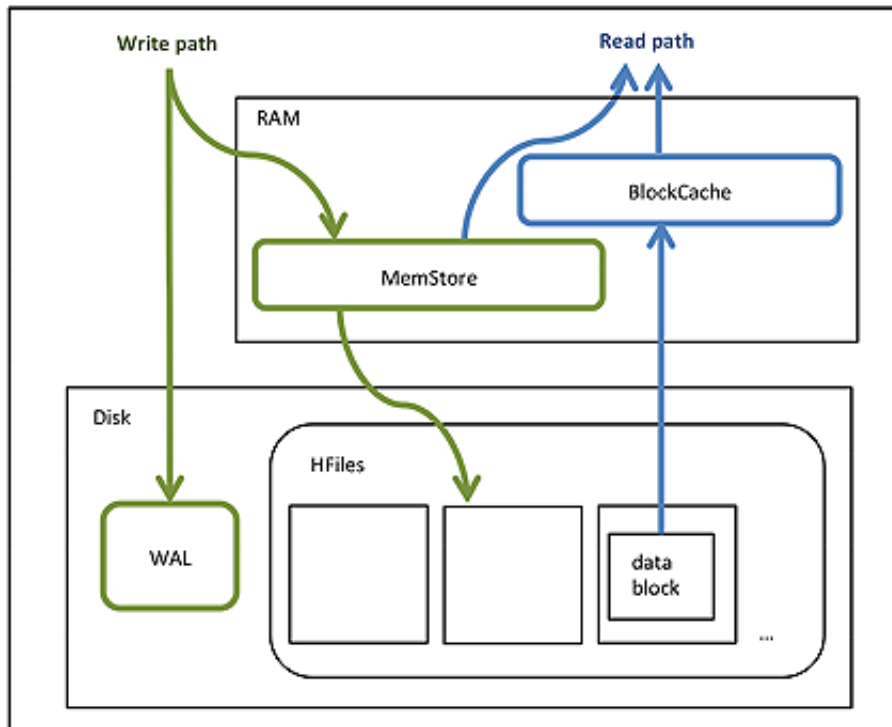 Write path
Read path
RAM
BlockCache
MemStore
Disk
HFiles
WAL
data
block
...